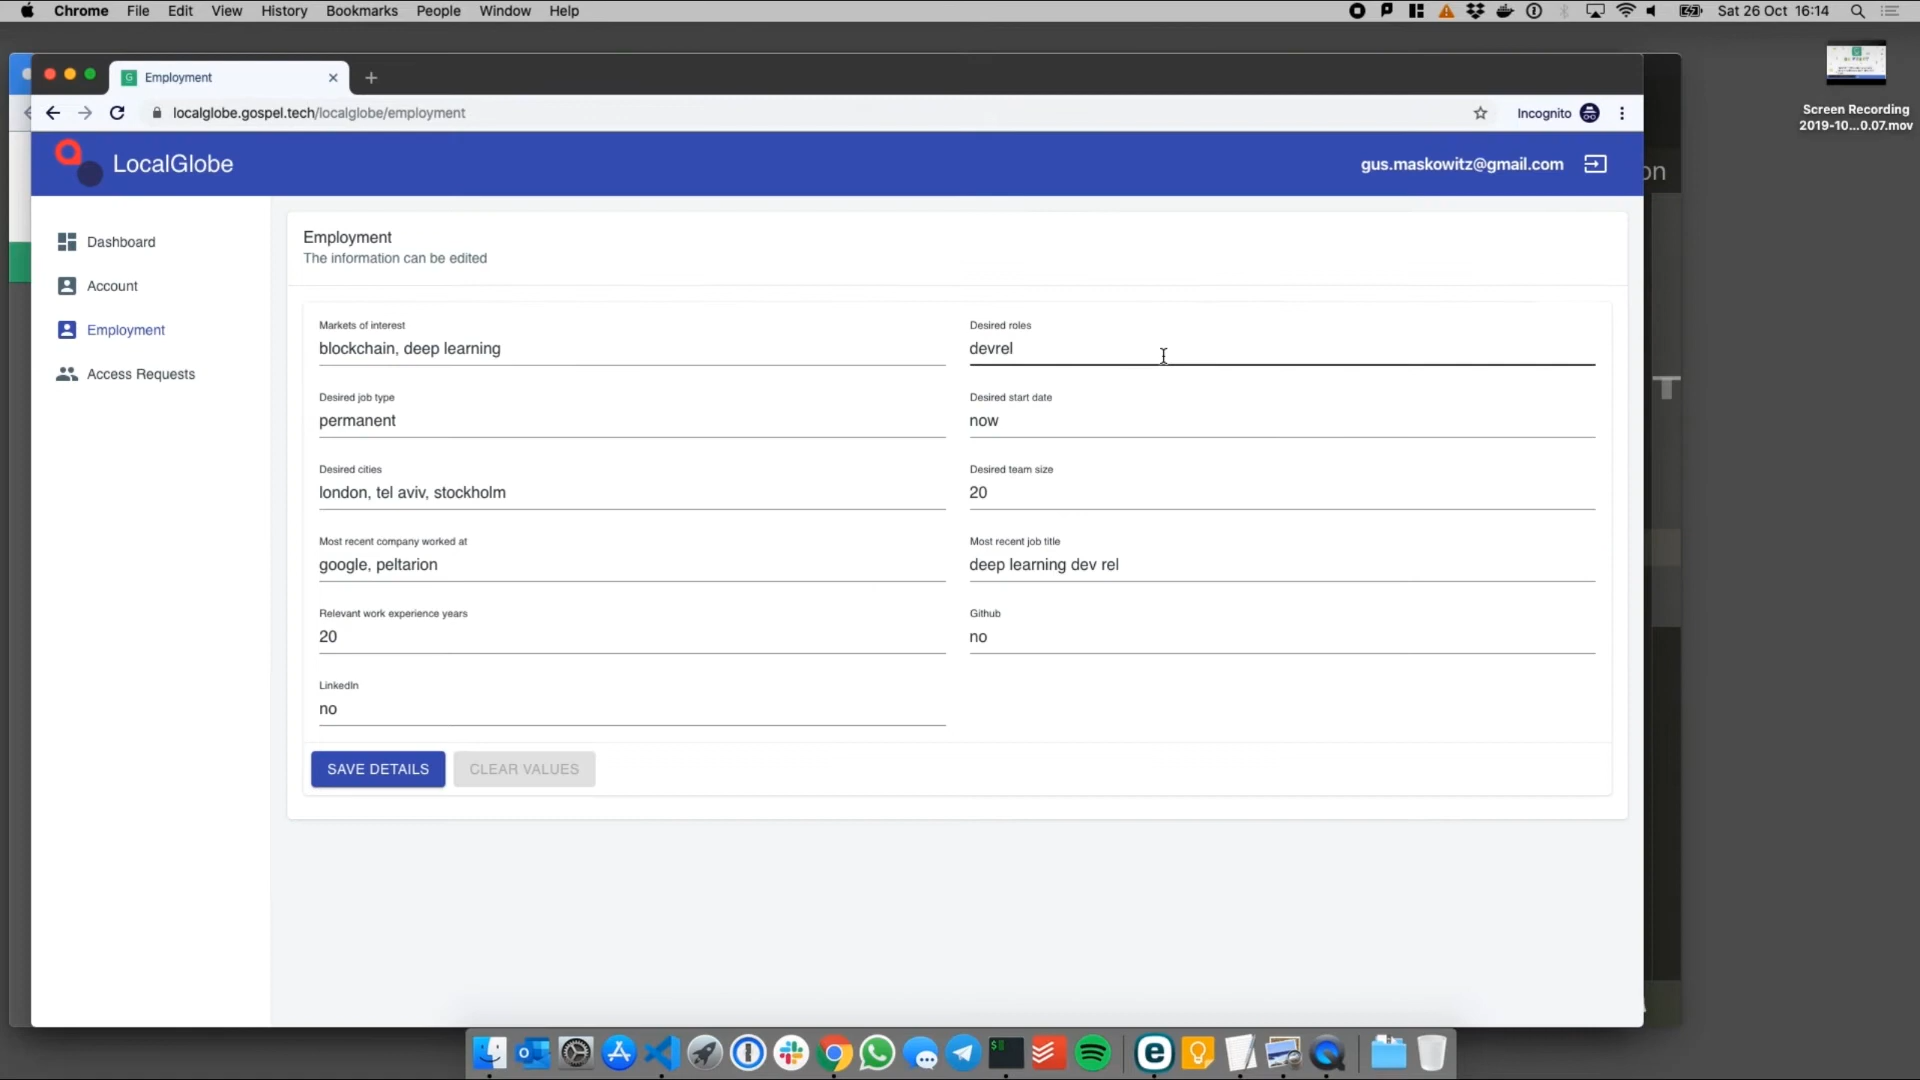 Chrome File Edit View History Bookmarks People Window Help
Sat 26 Oct 16:14
Employment
localglobe.gospel.tech/localglobe/employment
Incognito
LocalGlobe
gus.maskowitz@gmail.com
Screen Recording
2019-10...0.07.mov
on
Dashboard
Account
Employment
Access Requests
Employment
The information can be edited
Markets of interest
blockchain, deep learning
Desired roles
devrel
Desired job type
permanent
Desired start date
now
Desired cities
london, tel aviv, stockholm
Desired team size
20
Most recent company worked at
google, peltarion
Most recent job title
deep learning dev rel
Relevant work experience years
20
Github
no
LinkedIn
no
SAVE DETAILS
CLEAR VALUES